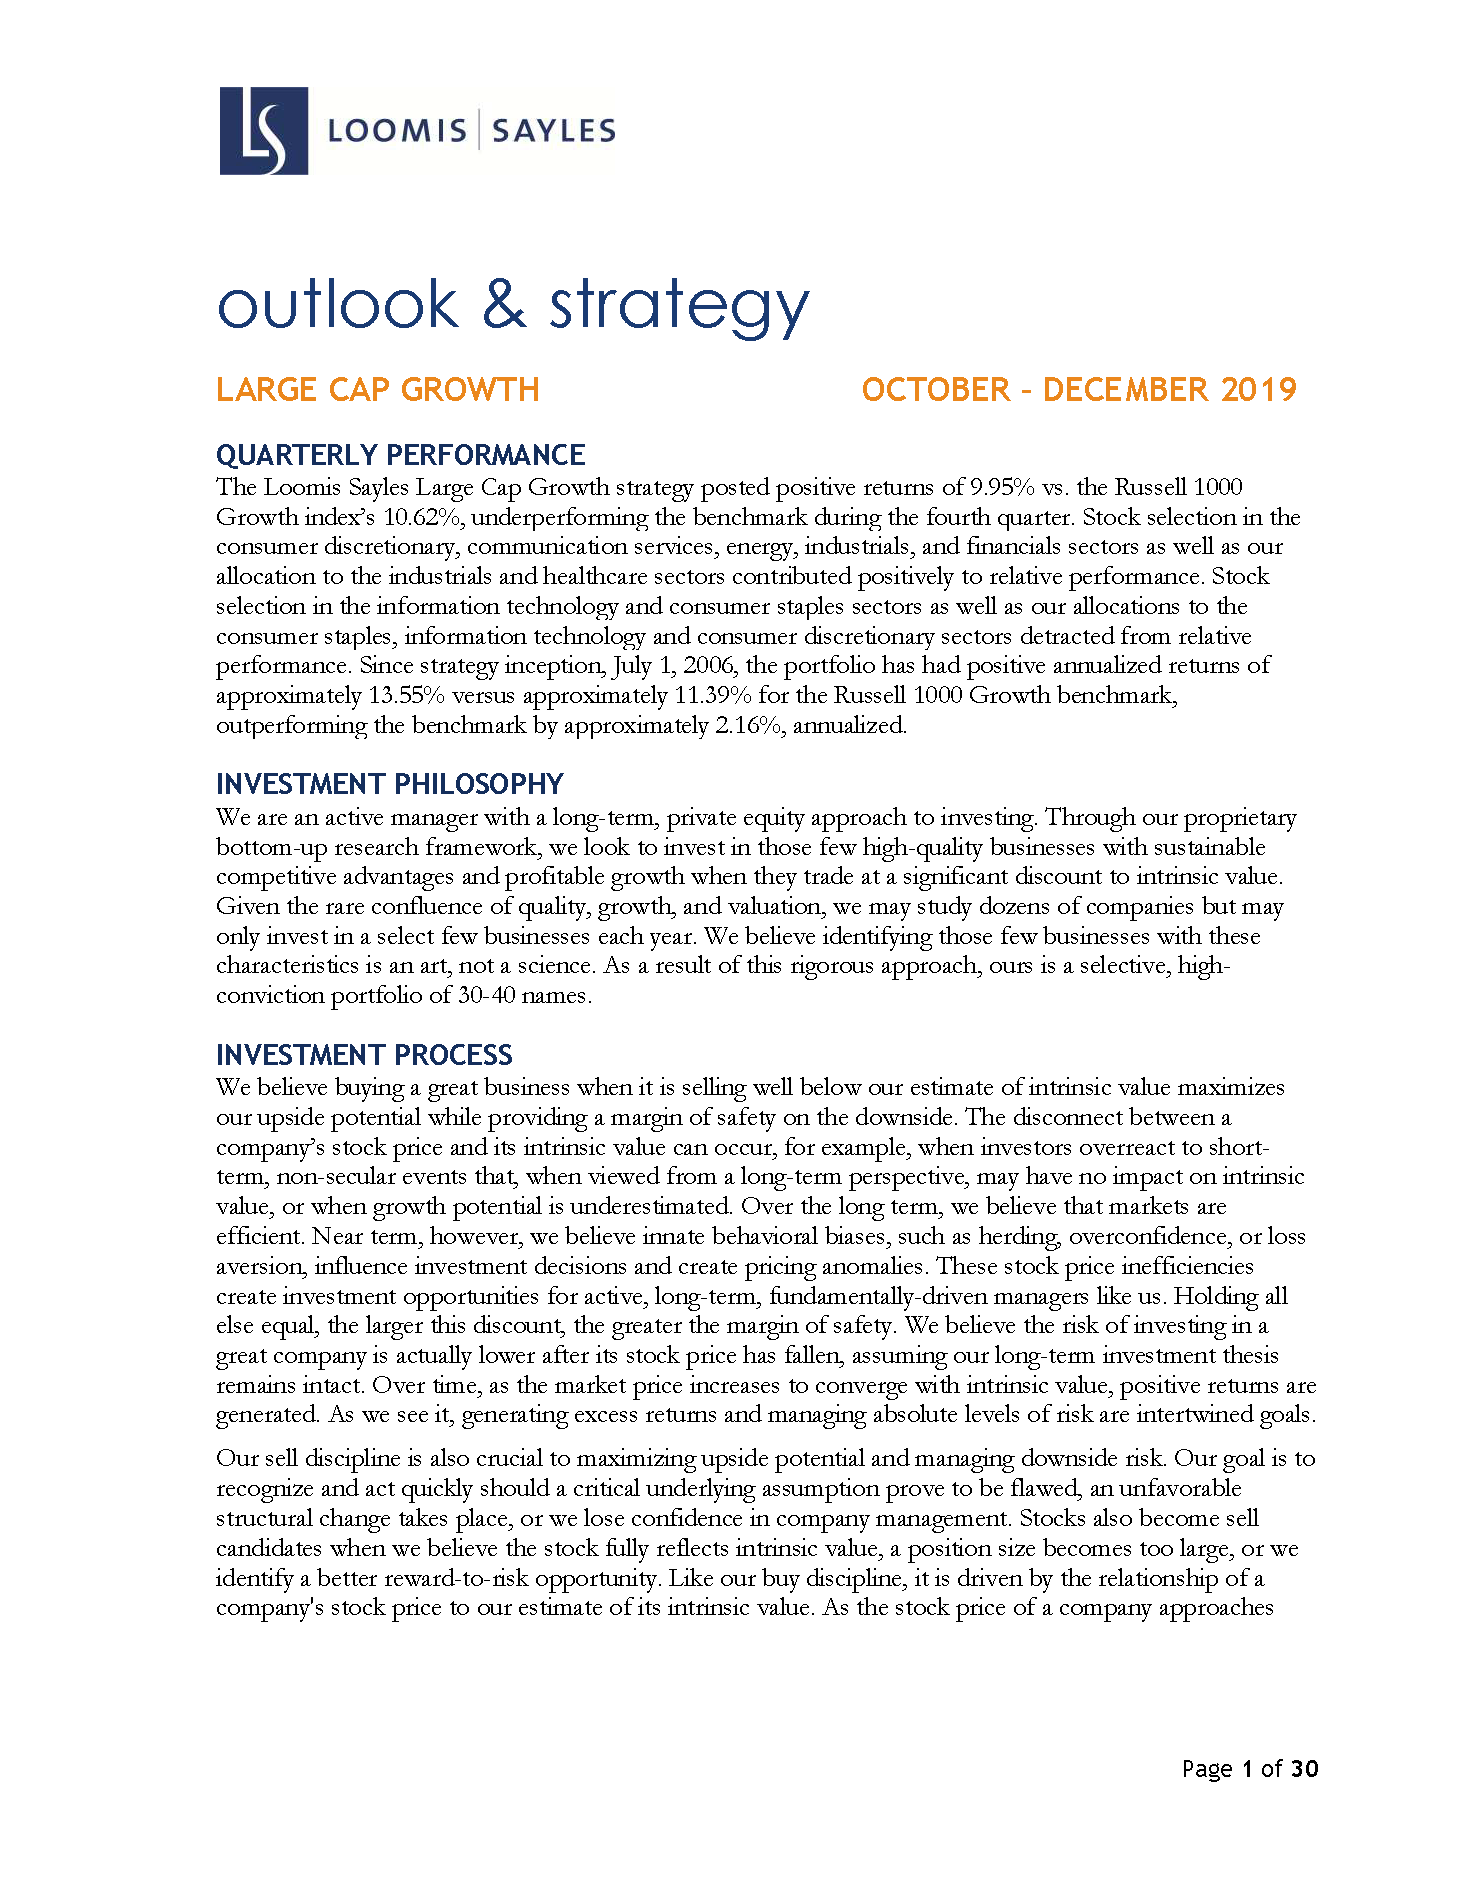 LS LOOMIS | SAYLES
outlook & strategy
LARGE CAP GROWTH OCTOBER – DECEMBER 2019
QUARTERLY PERFORMANCE
The Loomis Sayles Large Cap Growth strategy posted positive returns of 9.95% vs. the Russell 1000
Growth index’s 10.62%, underperforming the benchmark during the fourth quarter. Stock selection in the
consumer discretionary, communication services, energy, industrials, and financials sectors as well as our
allocation to the industrials and healthcare sectors contributed positively to relative performance. Stock
selection in the information technology and consumer staples sectors as well as our allocations to the
consumer staples, information technology and consumer discretionary sectors detracted from relative
performance. Since strategy inception, July 1, 2006, the portfolio has had positive annualized returns of
approximately 13.55% versus approximately 11.39% for the Russell 1000 Growth benchmark,
outperforming the benchmark by approximately 2.16%, annualized.
INVESTMENT PHILOSOPHY
We are an active manager with a long-term, private equity approach to investing. Through our proprietary
bottom-up research framework, we look to invest in those few high-quality businesses with sustainable
competitive advantages and profitable growth when they trade at a significant discount to intrinsic value.
Given the rare confluence of quality, growth, and valuation, we may study dozens of companies but may
only invest in a select few businesses each year. We believe identifying those few businesses with these
characteristics is an art, not a science. As a result of this rigorous approach, ours is a selective, high-
conviction portfolio of 30-40 names.
INVESTMENT PROCESS
We believe buying a great business when it is selling well below our estimate of intrinsic value maximizes
our upside potential while providing a margin of safety on the downside. The disconnect between a
company’s stock price and its intrinsic value can occur, for example, when investors overreact to short-
term, non-secular events that, when viewed from a long-term perspective, may have no impact on intrinsic
value, or when growth potential is underestimated. Over the long term, we believe that markets are
efficient. Near term, however, we believe innate behavioral biases, such as herding, overconfidence, or loss
aversion, influence investment decisions and create pricing anomalies. These stock price inefficiencies
create investment opportunities for active, long-term, fundamentally-driven managers like us. Holding all
else equal, the larger this discount, the greater the margin of safety. We believe the risk of investing in a
great company is actually lower after its stock price has fallen, assuming our long-term investment thesis
remains intact. Over time, as the market price increases to converge with intrinsic value, positive returns are
generated. As we see it, generating excess returns and managing absolute levels of risk are intertwined goals.
Our sell discipline is also crucial to maximizing upside potential and managing downside risk. Our goal is to
recognize and act quickly should a critical underlying assumption prove to be flawed, an unfavorable
structural change takes place, or we lose confidence in company management. Stocks also become sell
candidates when we believe the stock fully reflects intrinsic value, a position size becomes too large, or we
identify a better reward-to-risk opportunity. Like our buy discipline, it is driven by the relationship of a
company's stock price to our estimate of its intrinsic value. As the stock price of a company approaches
Page 1 of 30